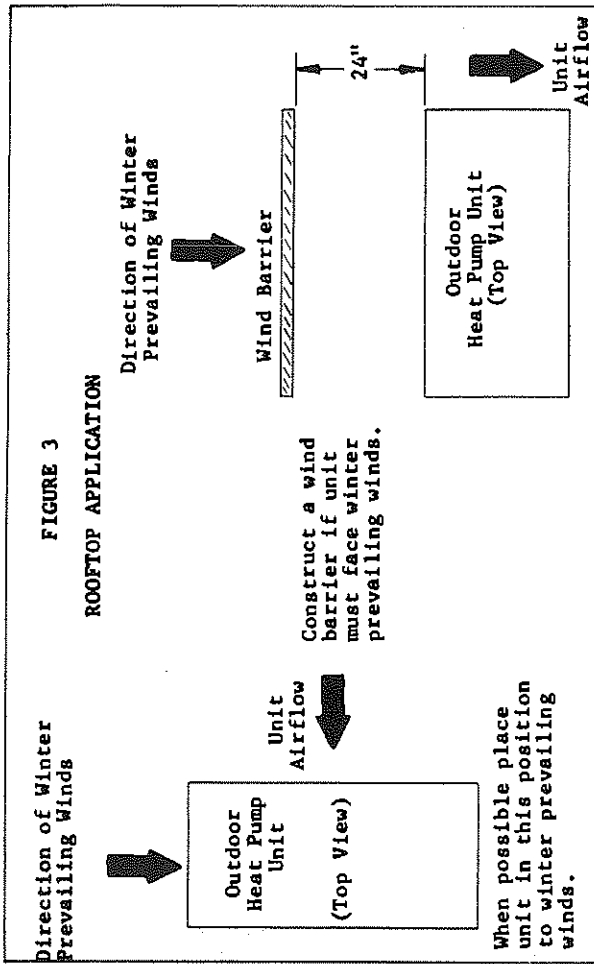 FIGURE 3
ROOFTOP APPLICATION
Direction of Winter
Prevailing Winds
Outdoor
Heat Pump
Unit
(Top View)
Unit
Airflow
When possible place
unit in this position
to winter prevailing
winds.
Construct a wind
barrier if unit
must face winter
prevailing winds.
Direction of Winter
Prevailing Winds
Wind Barrier
24"
Outdoor
Heat Pump Unit
(Top View)
Unit
Airflow